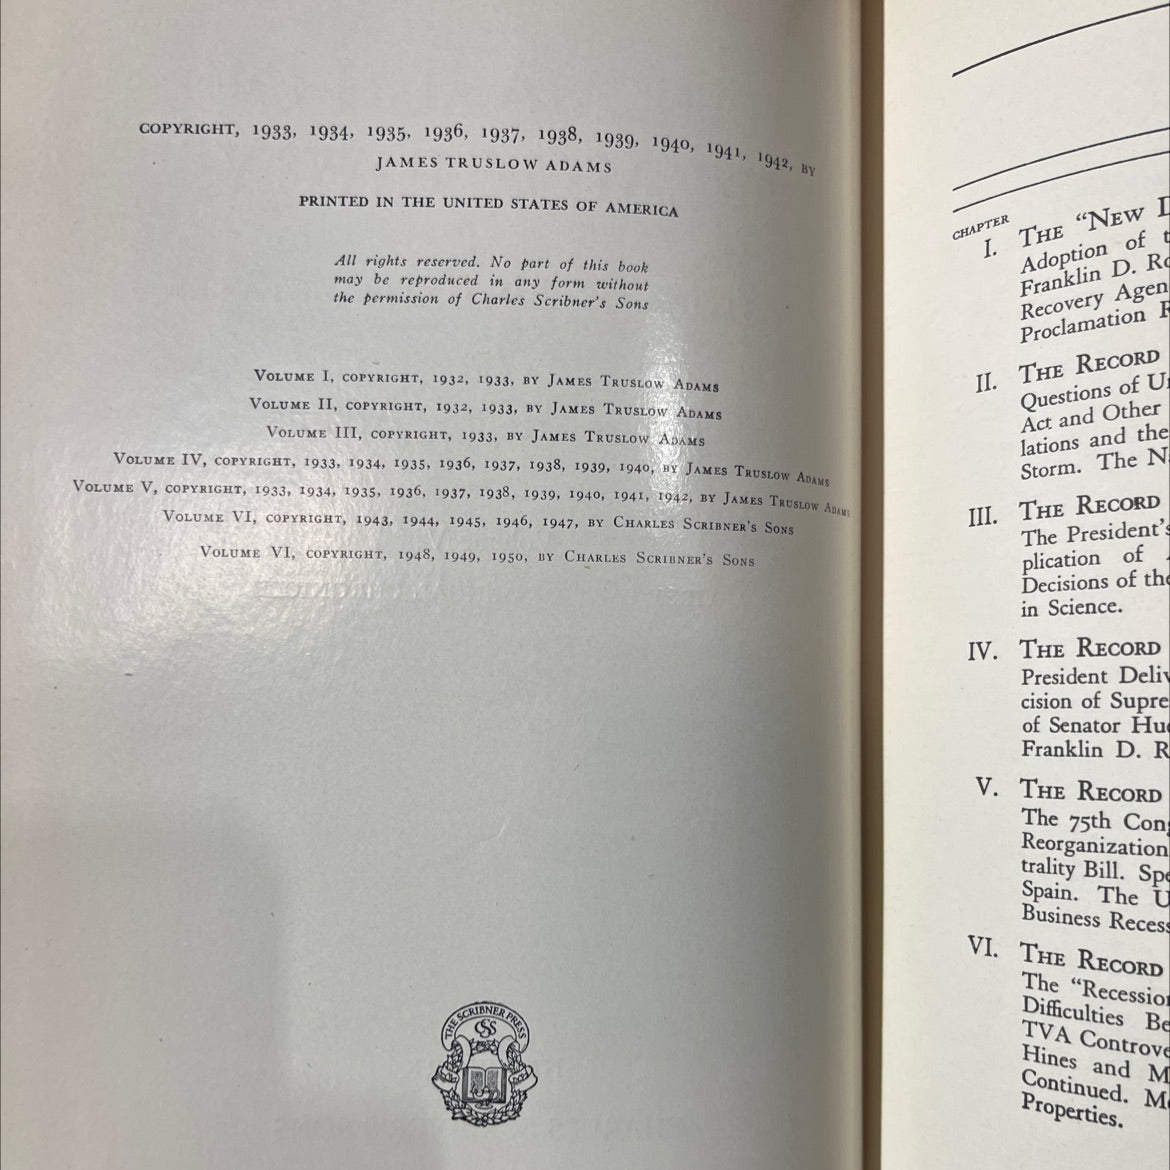 COPYRIGHT, 1933, 1934, 1935, 1936, 1937, 1938, 1939, 1940, 1941, 1942, BY
JAMES TRUSLOW ADAMS
PRINTED IN THE UNITED STATES OF AMERICA
All rights reserved. No part of this book
may be reproduced in any form without
the permission of Charles Scribner's Sons
VOLUME I, COPYRIGHT, 1932, 1933, BY JAMES TRUSLOW ADAMS
VOLUME II, COPYRIGHT, 1932, 1933, BY JAMES TRUSLOW ADAMS
VOLUME III, COPYRIGHT, 1933, BY JAMES TRUSLOW ADAMS
VOLUME IV, COPYRIGHT, 1933, 1934, 1935, 1936, 1937, 1938, 1939, 1940, BY JAMES TRUSLOW ADAMS
VOLUME V, COPYRIGHT, 1933, 1934, 1935, 1936, 1937, 1938, 1939, 1940, 1941, 1942, BY JAMES TRUSLOW ADAMS
VOLUME VI, COPYRIGHT, 1943, 1944, 1945, 1946, 1947, BY CHARLES SCRIBNER'S SONS
VOLUME VI, COPYRIGHT, 1948, 1949, 1950, BY CHARLES SCRIBNER'S SONS
THE SCRIBNER PRESS
CSS
CHAPTER
I. THE "NEW
Adoption of
Franklin D.
Recovery
Proclamation
II. THE RECORD
Questions of
Act and Other
lations and the
Storm. The
III. THE RECORD
The President's
plication of
Decisions of the
in Science.
IV. THE RECORD
President
cision of
of Senator
Franklin D.
V. THE RECORD
The 75th
Reorganization
trality Bill.
Spain. The
Business
VI. THE RECORD
The
Difficulties
TVA
Hines and
Continued.
Properties.